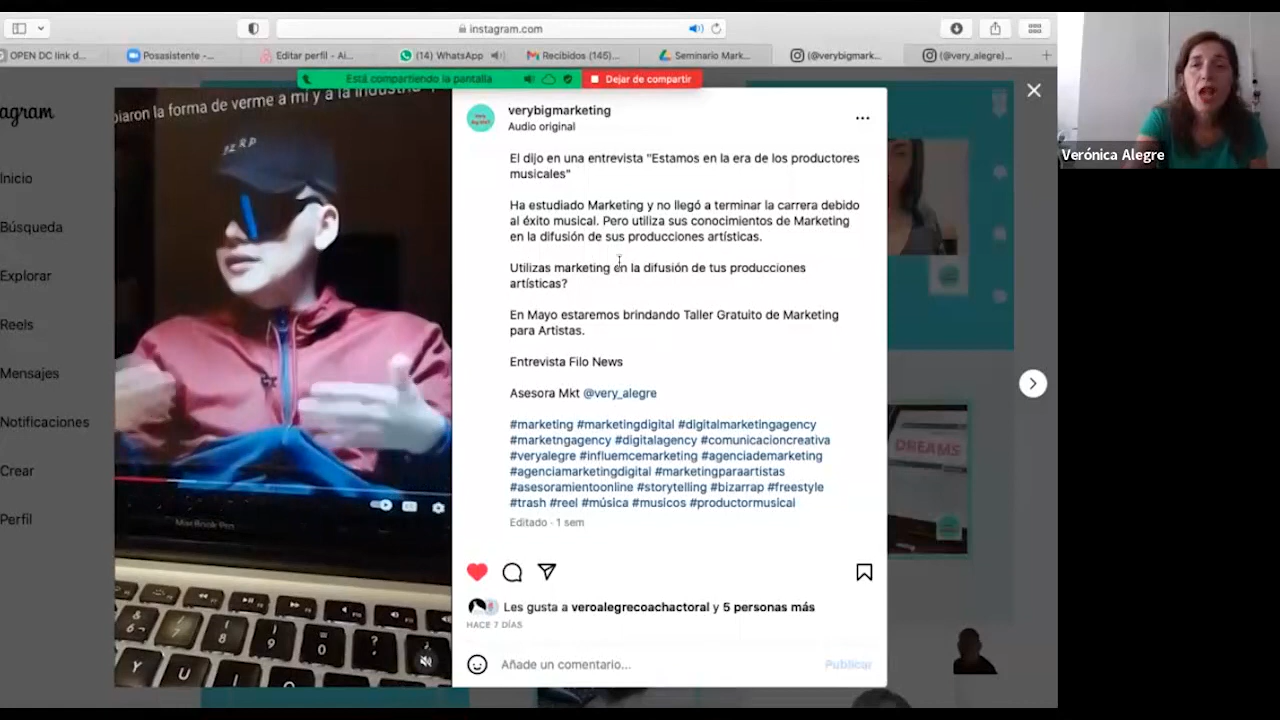 instagram.com
OPEN DC link d...
Posasistente -...
Editar perfil - Ai...
(14) WhatsApp
Recibidos (145)...
Seminario Mark...
(@verybigmark...
(@very_alegre)...
Está compartiendo la pantalla
Dejar de compartir
agram
Inicio
Búsqueda
Explorar
Reels
Mensajes
Notificaciones
Crear
Perfil
biaron la forma de verme a mí y a la industria
BZRP
MacBook Pro
verybigmarketing
Audio original
El dijo en una entrevista "Estamos en la era de los productores
musicales"
Ha estudiado Marketing y no llegó a terminar la carrera debido
al éxito musical. Pero utiliza sus conocimientos de Marketing
en la difusión de sus producciones artísticas.
Utilizas marketing en la difusión de tus producciones
artísticas?
En Mayo estaremos brindando Taller Gratuito de Marketing
para Artistas.
Entrevista Filo News
Asesora Mkt @very_alegre
#marketing #marketingdigital #digitalmarketingagency
#marketngagency #digitalagency #comunicacioncreativa
#veryalegre #influemcemarketing #agenciademarketing
#agenciamarketingdigital #marketingparaartistas
#asesoramientoonline #storytelling #bizarrap #freestyle
#trash #reel #música #musicos #productormusical
Editado · 1 sem
Les gusta a veroalegrecoachactoral y 5 personas más
HACE 7 DÍAS
Añade un comentario...
Publicar
DREAMS
Verónica Alegre